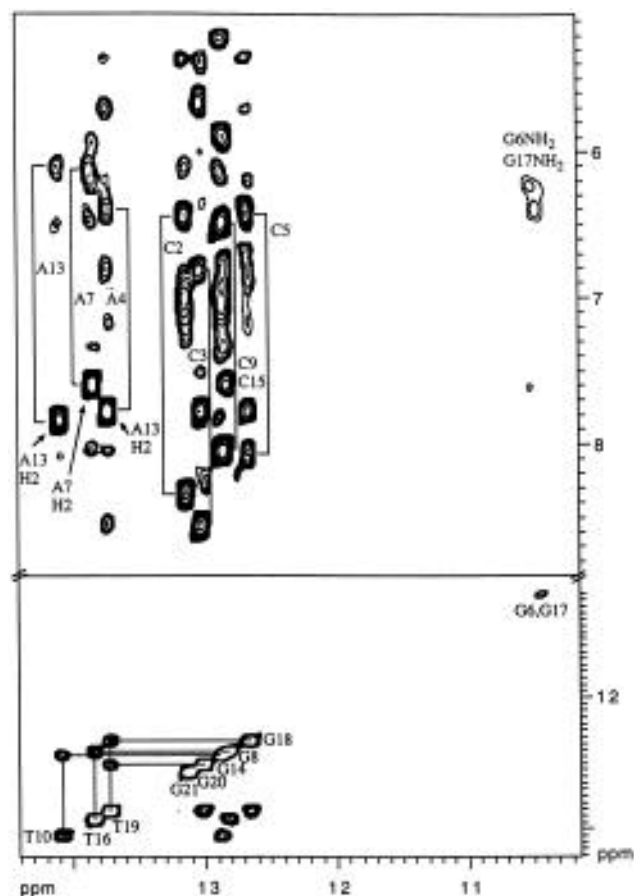 6
G6NH2
G17NH2
C5
C2
A13
7
A7
A4
C3
C9
C15
8
A13
H2
A13
H2
A7
H2
G6,G17
12
G18
G8
G14
G20
G21
T19
T16
T10
ppm
ppm
13
12
11